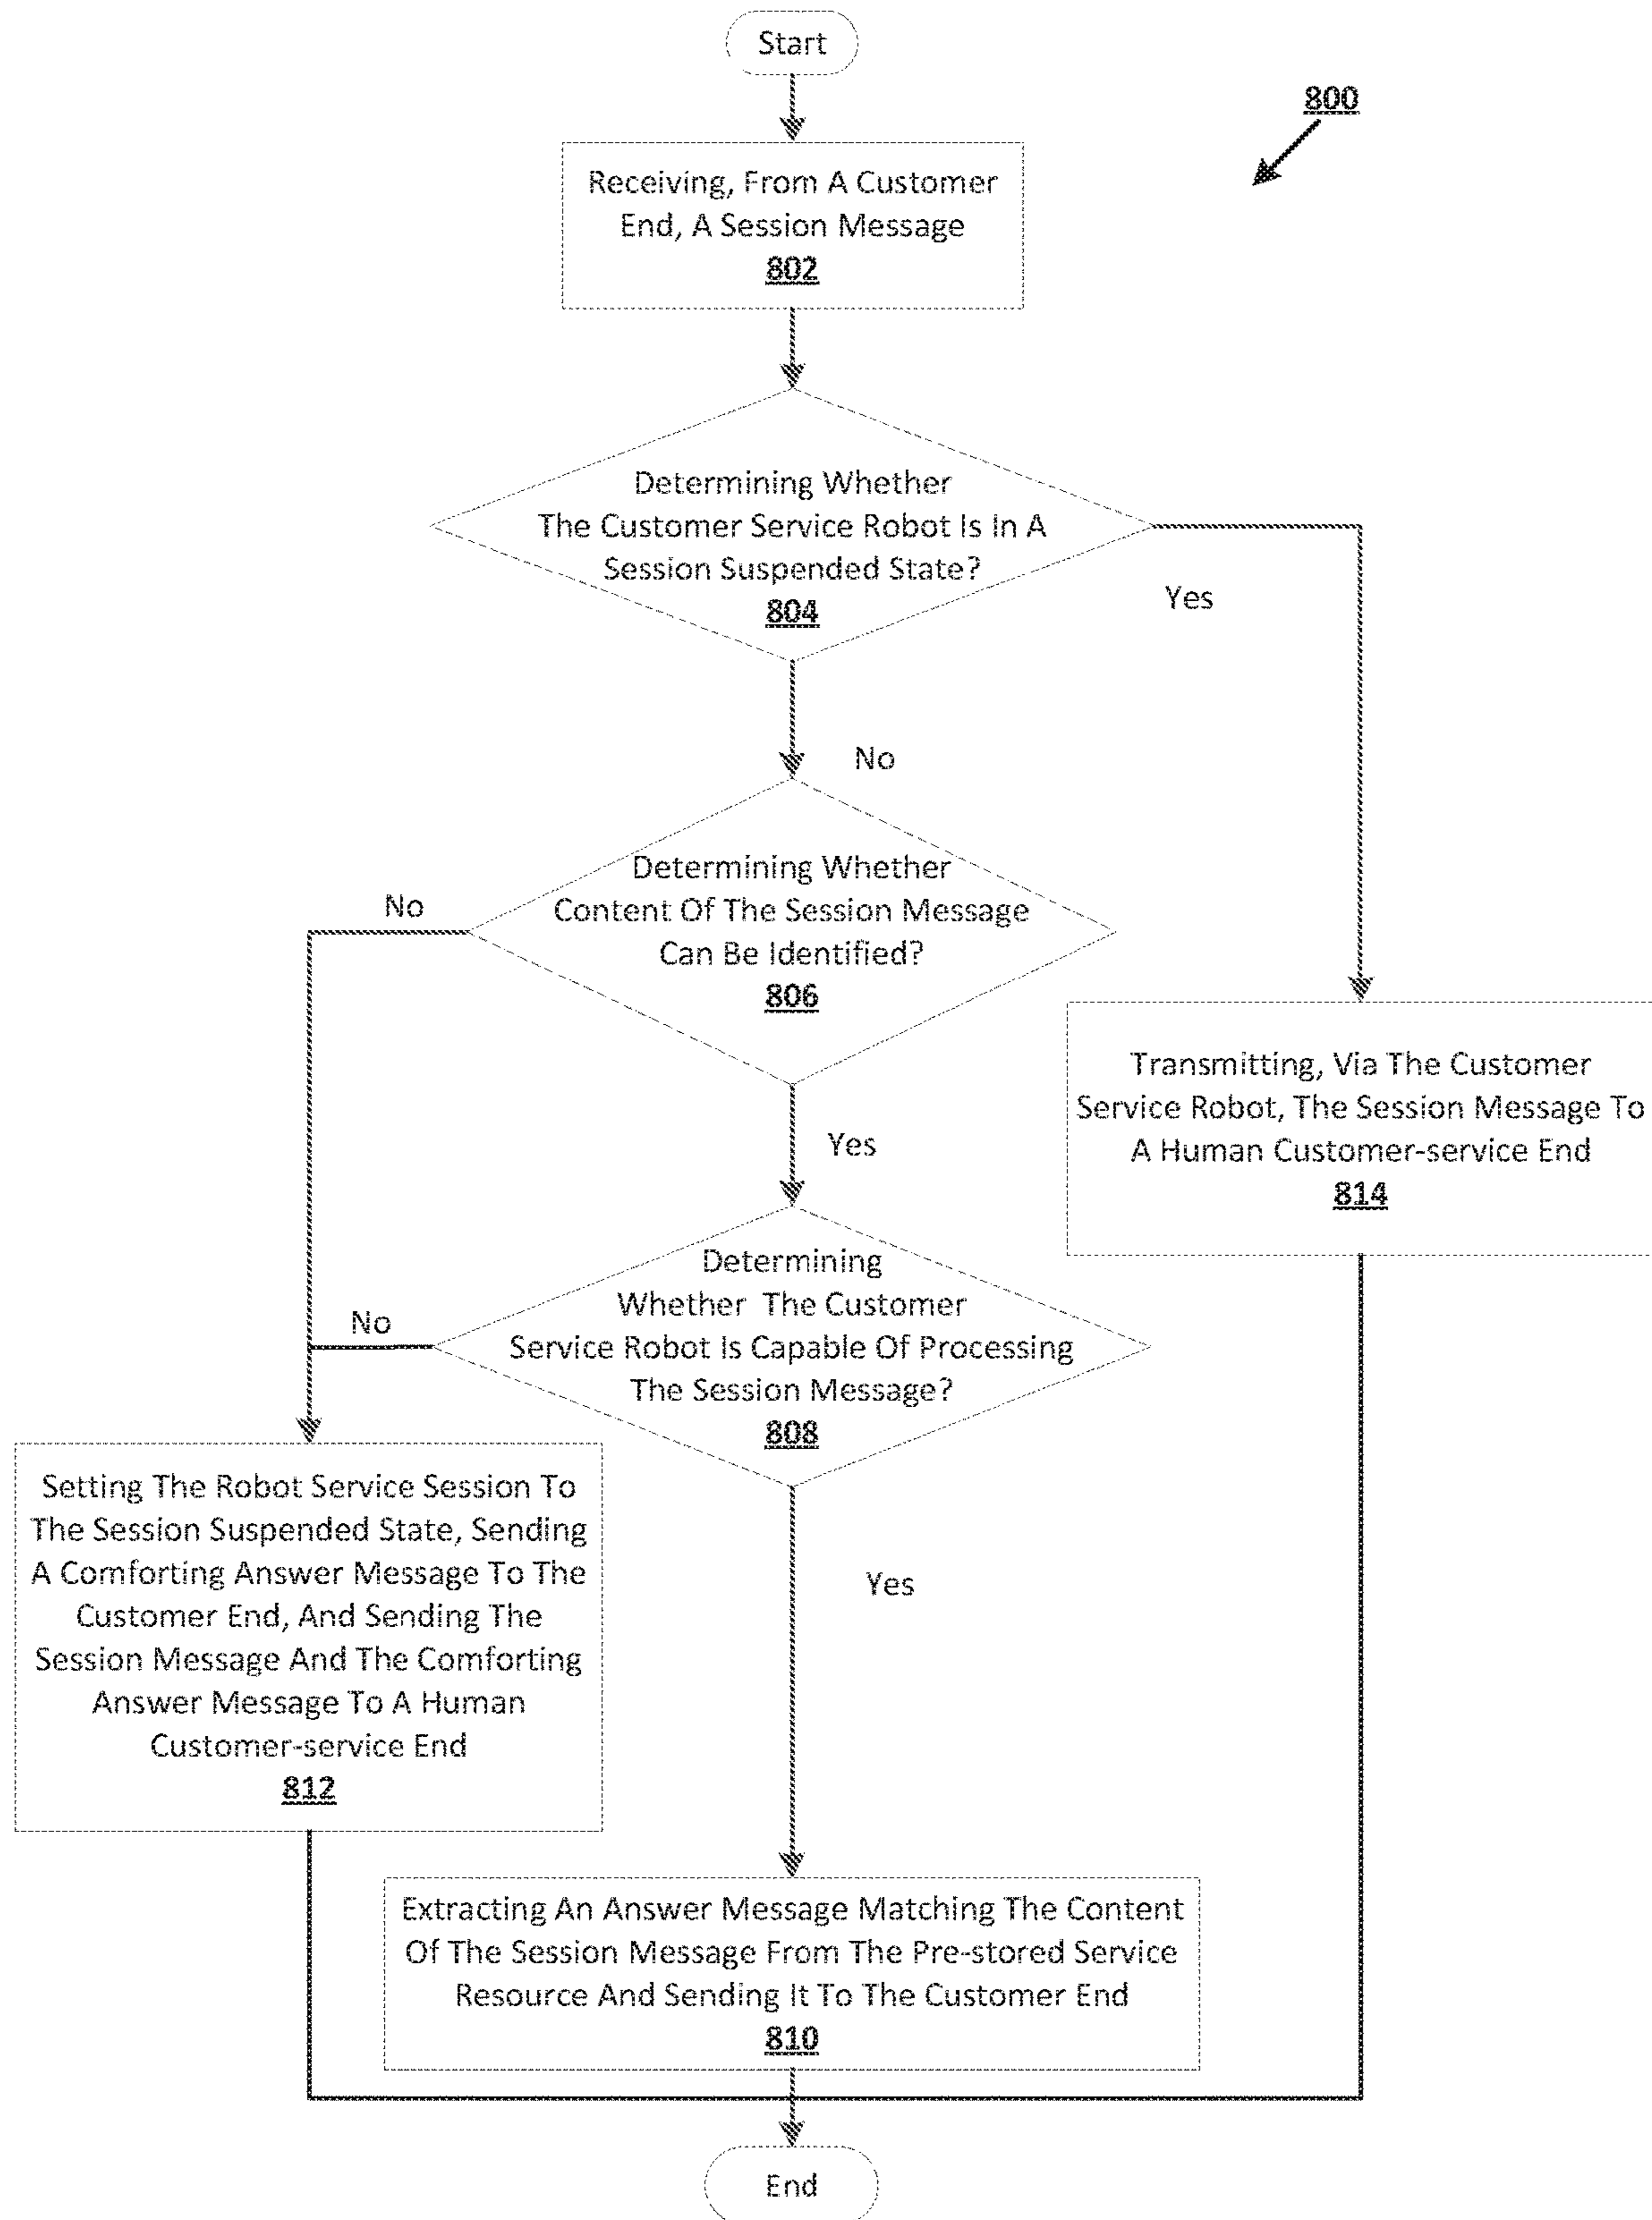 Start
800
Receiving, From A Customer
End, A Session Message
802
Determining Whether
The Customer Service Robot Is In A
Session Suspended State?
804
Yes
No
Determining Whether
Content Of The Session Message
Can Be Identified?
806
No
Yes
Transmitting, Via The Customer
Service Robot, The Session Message To
A Human Customer-service End
814
Determining
Whether The Customer
Service Robot Is Capable Of Processing
The Session Message?
808
No
Yes
Setting The Robot Service Session To
The Session Suspended State, Sending
A Comforting Answer Message To The
Customer End, And Sending The
Session Message And The Comforting
Answer Message To A Human
Customer-service End
812
Extracting An Answer Message Matching The Content
Of The Session Message From The Pre-stored Service
Resource And Sending It To The Customer End
810
End